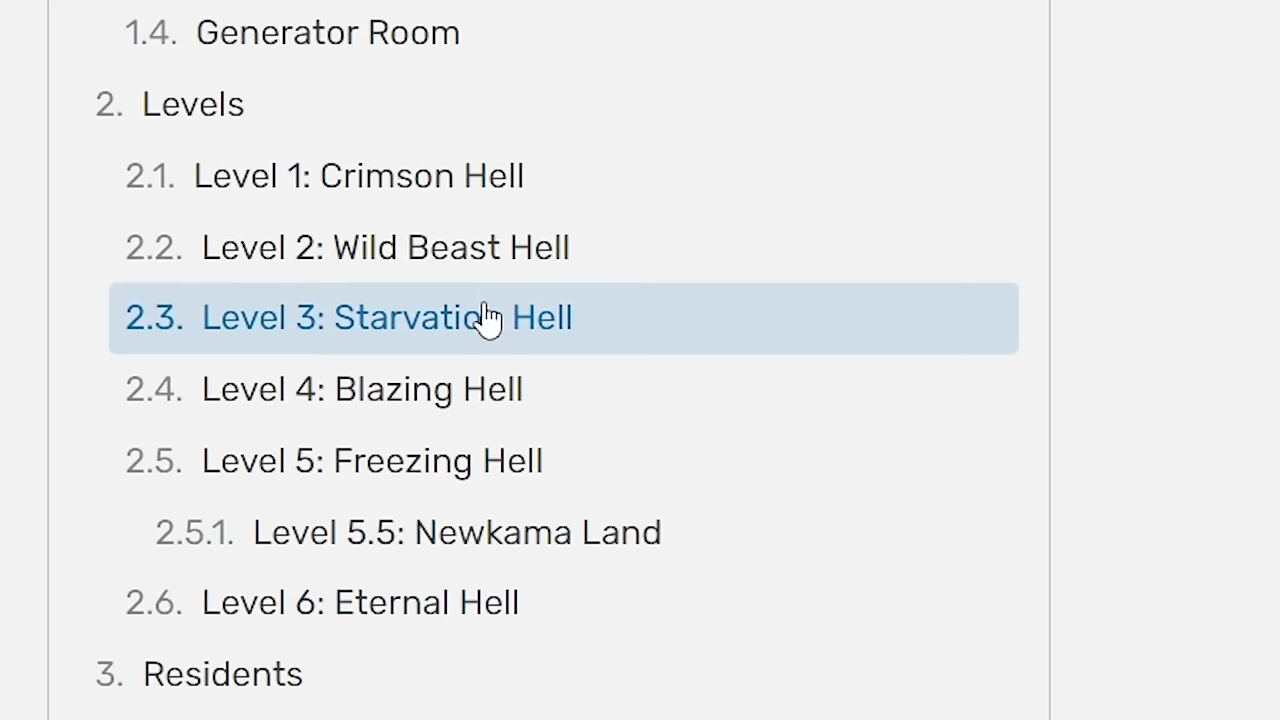 1.4. Generator Room
2. Levels
2.1. Level 1: Crimson Hell
2.2. Level 2: Wild Beast Hell
2.3. Level 3: Starvation Hell
2.4. Level 4: Blazing Hell
2.5. Level 5: Freezing Hell
2.5.1. Level 5.5: Newkama Land
2.6. Level 6: Eternal Hell
3. Residents